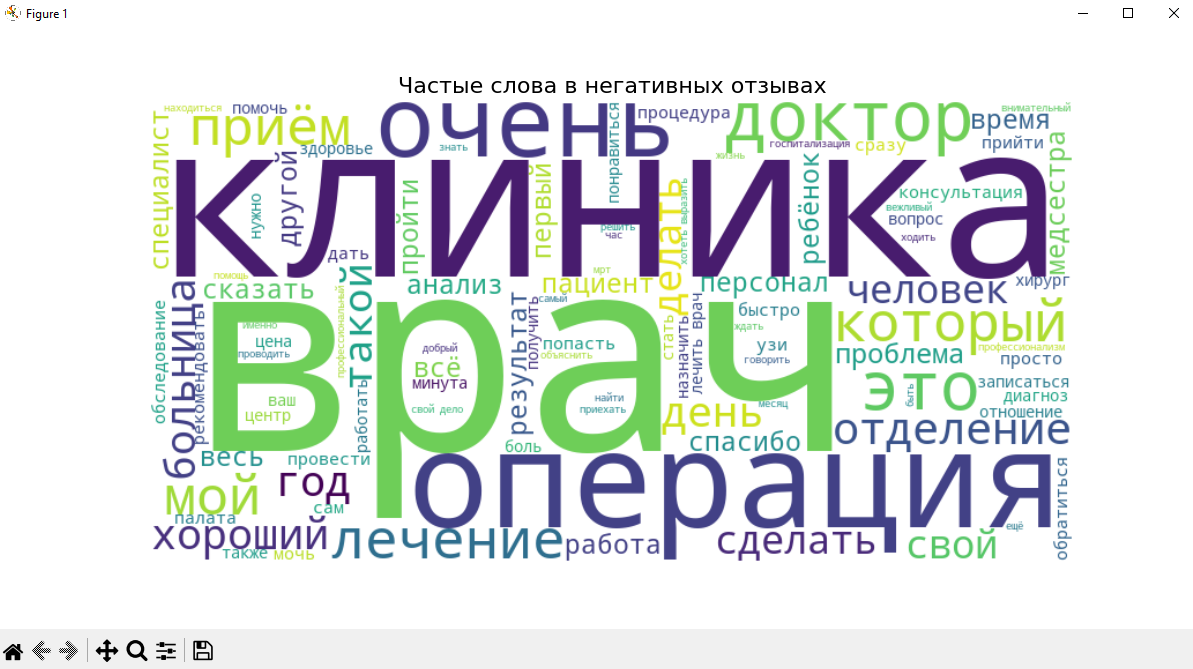 Figure 1
Частые слова в негативных отзывах
находиться
помочь
очень
понравиться
процедура
доктор
внимательный
время
специалист
приём
здоровье
знать
жизнь
госпитализация
сразу
прийти
медсестра
клиника
нужно
другой
дать
пройти
первый
решить
час
делать
хотеть выразить
ребёнок
консультация
вежливый
вопрос
ходить
помощь
сказать
такой
анализ
мрт
пациент
персонал
человек
хирург
врач
обследование
больница
рекомендовать
именно
цена
проводить
профессиональный
ваш
центр
работать
добрый
всё
минута
свой дело
результат
получить
самый
попасть
объяснить
найти
приехать
стать
назначить
лечить врач
быстро
ждать
узи
говорить
месяц
который
профессионализм
проблема
просто
это
быть
записаться
диагноз
отношение
день
отделение
спасибо
боль
весь
провести
операция
год
мой
сам
палата
хороший
также
мочь
лечение
работа
сделать
свой
ещё
обратиться